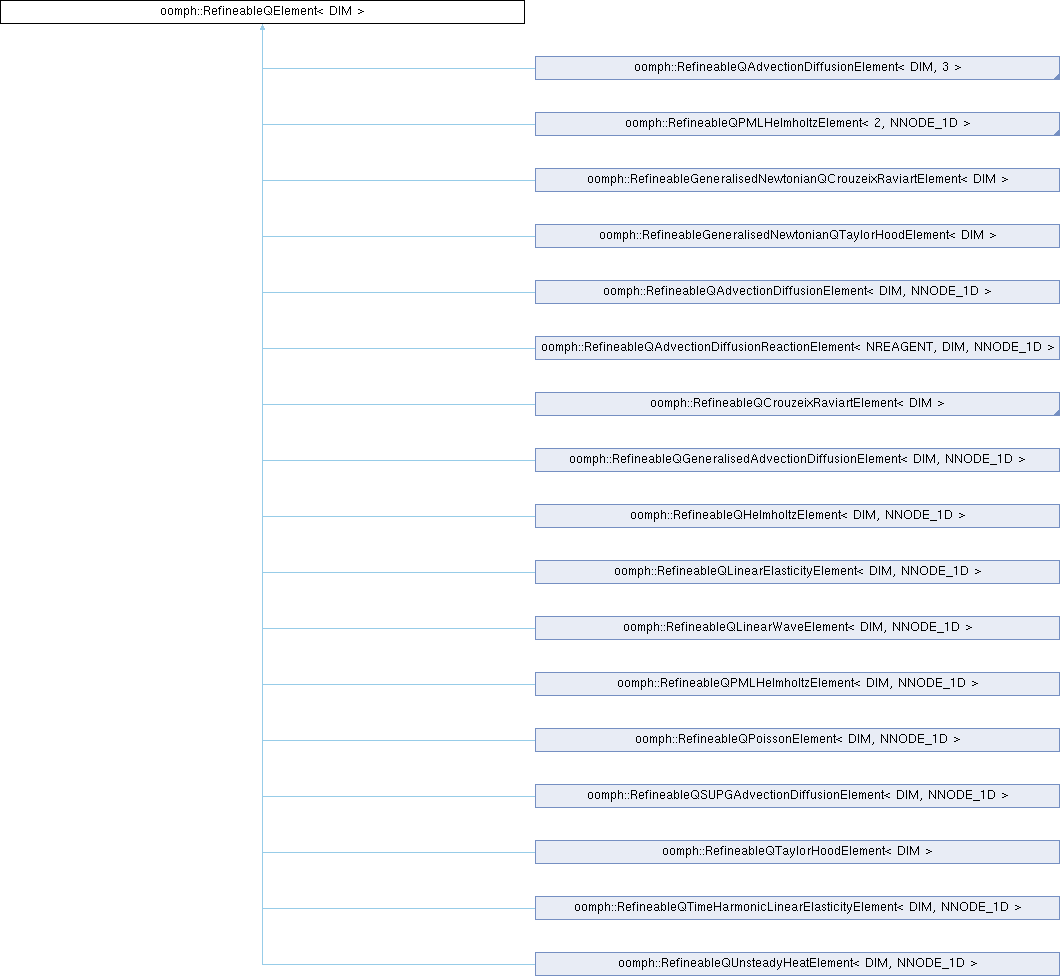 oomph::RefineableQElement< DIM >
oomph::RefineableQAdvectionDiffusionElement< DIM, 3 >
oomph::RefineableQPMLHelmholtzElement< 2, NNODE_1D >
oomph::RefineableGeneralisedNewtonianQCrouzeixRaviartElement< DIM >
oomph::RefineableGeneralisedNewtonianQTaylorHoodElement< DIM >
oomph::RefineableQAdvectionDiffusionElement< DIM, NNODE_1D >
oomph::RefineableQAdvectionDiffusionReactionElement< NREAGENT, DIM, NNODE_1D >
oomph::RefineableQCrouzeixRaviartElement< DIM >
oomph::RefineableQGeneralisedAdvectionDiffusionElement< DIM, NNODE_1D >
oomph::RefineableQHelmholtzElement< DIM, NNODE_1D >
oomph::RefineableQLinearElasticityElement< DIM, NNODE_1D >
oomph::RefineableQLinearWaveElement< DIM, NNODE_1D >
oomph::RefineableQPMLHelmholtzElement< DIM, NNODE_1D >
oomph::RefineableQPoissonElement< DIM, NNODE_1D >
oomph::RefineableQSUPGAdvectionDiffusionElement< DIM, NNODE_1D >
oomph::RefineableQTaylorHoodElement< DIM >
oomph::RefineableQTimeHarmonicLinearElasticityElement< DIM, NNODE_1D >
oomph::RefineableQUnsteadyHeatElement< DIM, NNODE_1D >